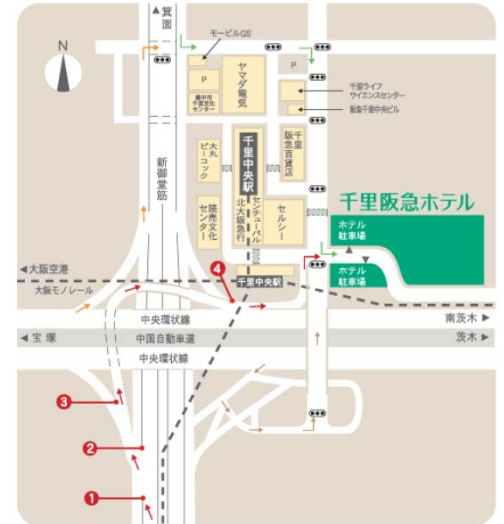 ▲箕面
モービルGS
N
P
P
ヤマダ電気
豊中市
千里文化
センター
千里ライフ
サイエンスセンター
阪急千里中央ビル
大丸
ピーコック
千里中央駅
千里
阪急百貨店
新御堂筋
読売文化
センター
北大阪急行
センチューパル
セルシー
千里阪急ホテル
ホテル
駐車場
ホテル
駐車場
◀大阪空港
大阪モノレール
4
千里中央駅
中央環状線
南茨木▶
◀宝塚
中国自動車道
茨木▶
中央環状線
3
2
1